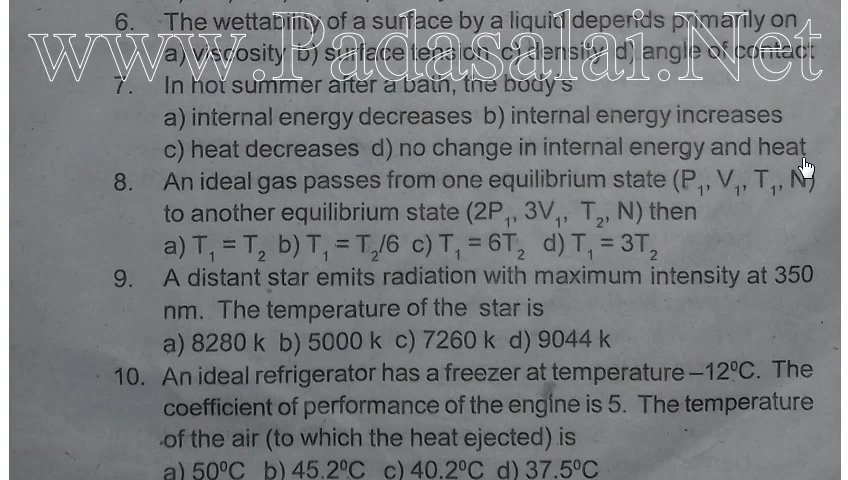 6. The wettability of a surface by a liquid depends primarily on
a) viscosity b) surface tension c) density d) angle of contact
www.Padasalai.Net
7. In hot summer after a bath, the body's
a) internal energy decreases b) internal energy increases
c) heat decreases d) no change in internal energy and heat
8. An ideal gas passes from one equilibrium state (P₁, V₁, T₁, N)
to another equilibrium state (2P₁, 3V₁, T₂, N) then
a) T₁ = T₂ b) T₁ = T₂/6 c) T₁ = 6T₂ d) T₁ = 3T₂
9. A distant star emits radiation with maximum intensity at 350
nm. The temperature of the star is
a) 8280 k b) 5000 k c) 7260 k d) 9044 k
10. An ideal refrigerator has a freezer at temperature –12⁰C. The
coefficient of performance of the engine is 5. The temperature
of the air (to which the heat ejected) is
a) 50⁰C b) 45.2⁰C c) 40.2⁰C d) 37.5⁰C